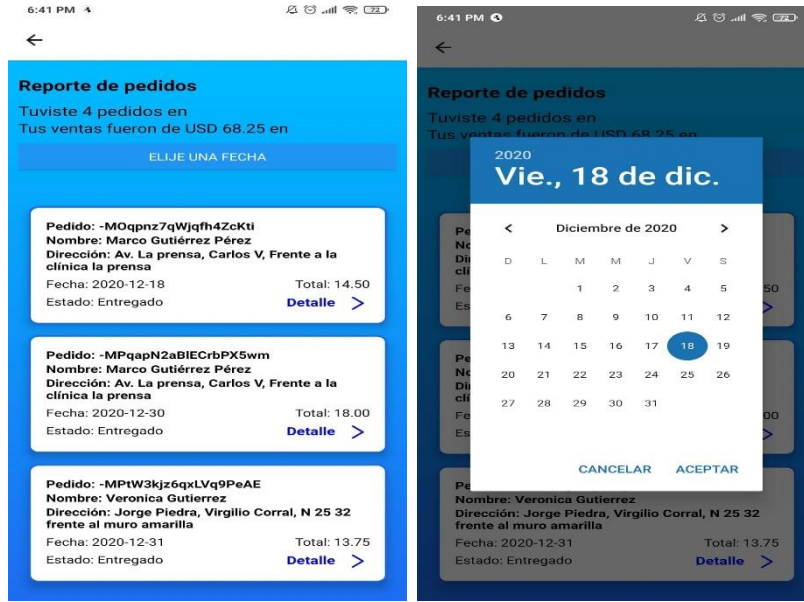 6:41 PM
72
Reporte de pedidos
Tuviste 4 pedidos en
Tus ventas fueron de USD 68.25 en
ELIJE UNA FECHA
Pedido: -MOqpnz7qWjqfh4ZcKti
Nombre: Marco Gutiérrez Pérez
Dirección: Av. La prensa, Carlos V, Frente a la
clínica la prensa
Fecha: 2020-12-18 Total: 14.50
Estado: Entregado Detalle >
Pedido: -MPqapN2aBlECrbPX5wm
Nombre: Marco Gutiérrez Pérez
Dirección: Av. La prensa, Carlos V, Frente a la
clínica la prensa
Fecha: 2020-12-30 Total: 18.00
Estado: Entregado Detalle >
Pedido: -MPtW3kjz6qxLVq9PeAE
Nombre: Veronica Gutierrez
Dirección: Jorge Piedra, Virgilio Corral, N 25 32
frente al muro amarilla
Fecha: 2020-12-31 Total: 13.75
Estado: Entregado Detalle >
6:41 PM
72
Reporte de pedidos
Tuviste 4 pedidos en
Tus ventas fueron de USD 68.25 en
2020
Vie., 18 de dic.
< Diciembre de 2020 >
D L M M J V S
1 2 3 4 5
6 7 8 9 10 11 12
13 14 15 16 17 18 19
20 21 22 23 24 25 26
27 28 29 30 31
CANCELAR ACEPTAR
Nombre: Veronica Gutierrez
Dirección: Jorge Piedra, Virgilio Corral, N 25 32
frente al muro amarilla
Fecha: 2020-12-31 Total: 13.75
Estado: Entregado Detalle >